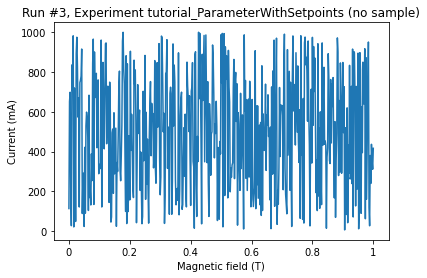 Run #3, Experiment tutorial_ParameterWithSetpoints (no sample)
1000
800
600
400
200
0
Current (mA)
0 0.2 0.4 0.6 0.8 1
Magnetic field (T)